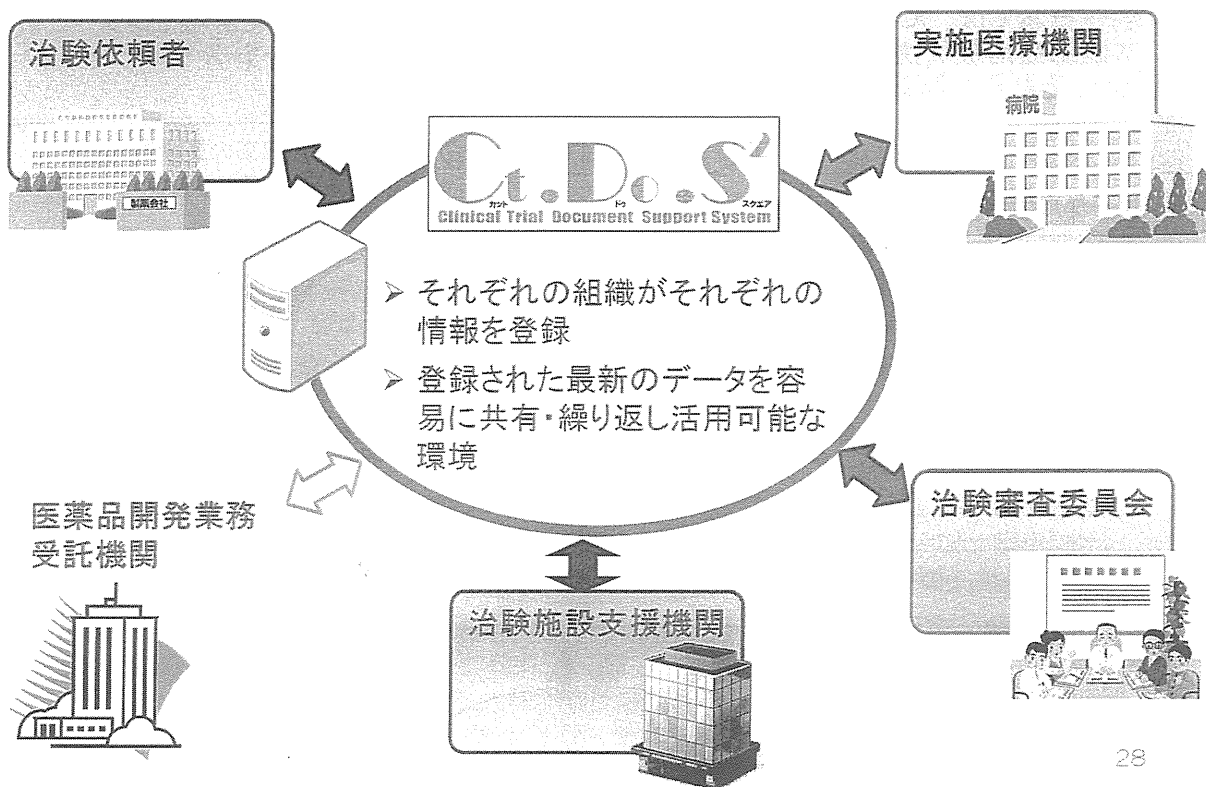 治験依頼者
製薬会社
実施医療機関
病院
Ct.Do.S'
カット ドゥ スクエア
Clinical Trial Document Support System
➢ それぞれの組織がそれぞれの
情報を登録
➢ 登録された最新のデータを容
易に共有・繰り返し活用可能な
環境
医薬品開発業務
受託機関
治験施設支援機関
治験審査委員会
28